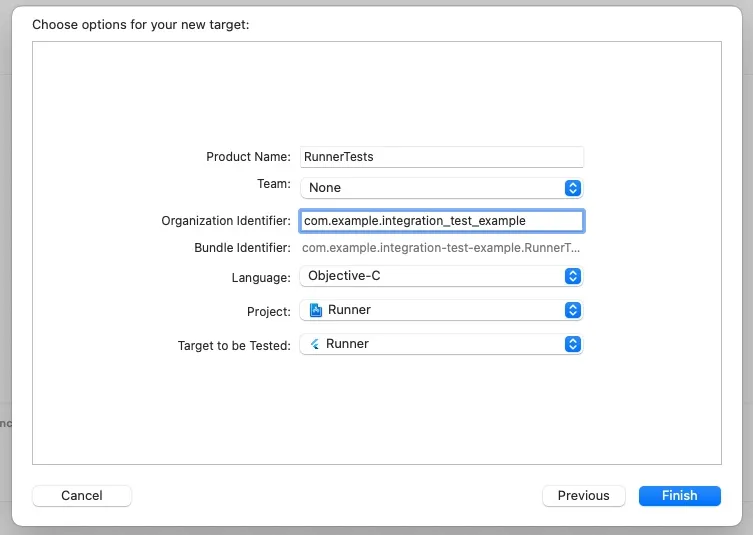 Choose options for your new target:
Product Name: RunnerTests
Team: None
Organization Identifier: com.example.integration_test_example
Bundle Identifier: com.example.integration-test-example.RunnerT...
Language: Objective-C
Project: Runner
Target to be Tested: Runner
Cancel Previous Finish